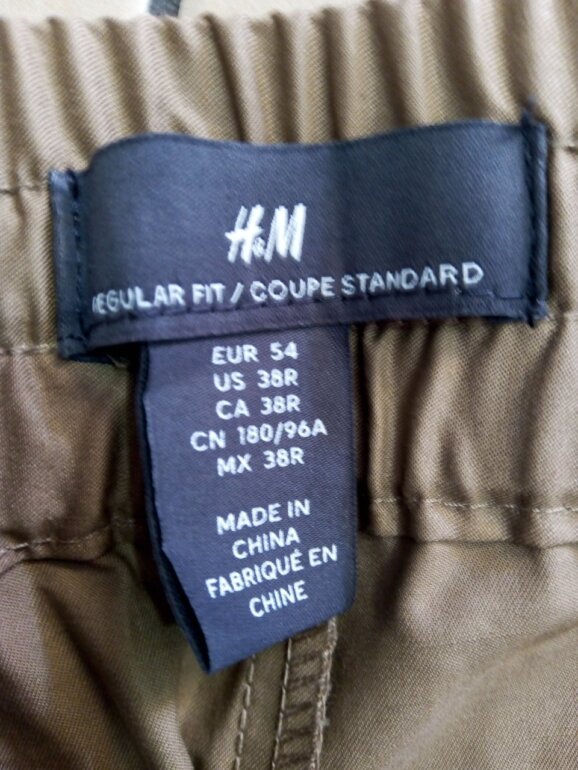 H&M
REGULAR FIT / COUPE STANDARD
EUR 54
US 38R
CA 38R
CN 180/96A
MX 38R
MADE IN
CHINA
FABRIQUÉ EN
CHINE